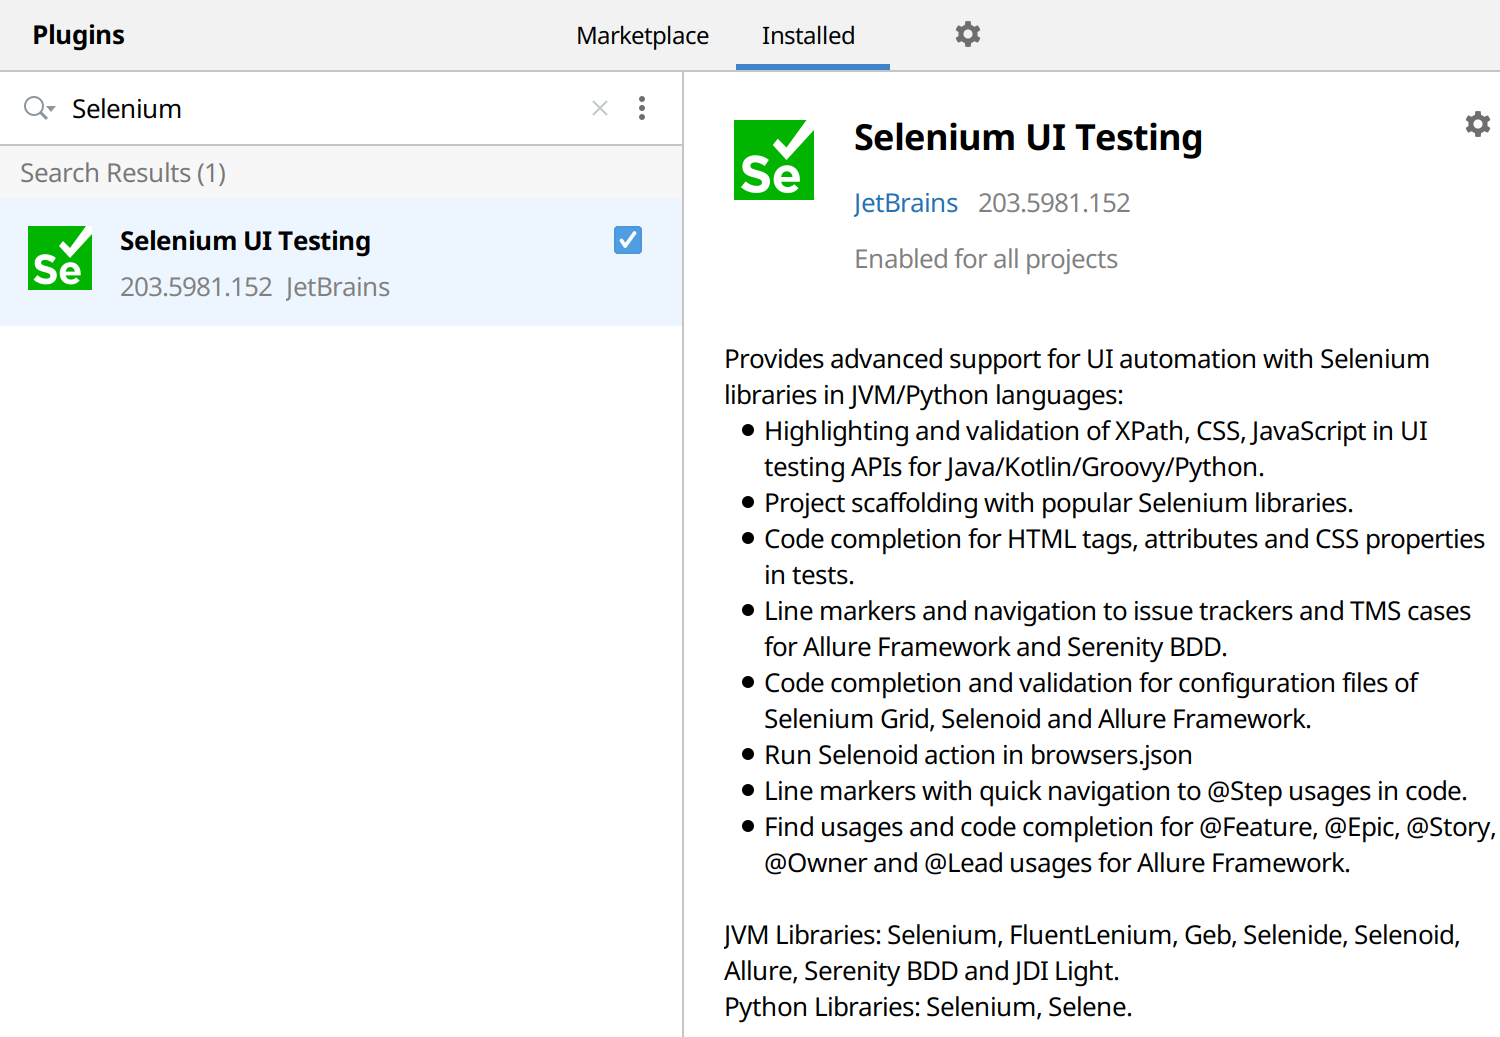 Plugins
Marketplace
Installed
Selenium
Search Results (1)
Se
Selenium UI Testing
203.5981.152 JetBrains
Se
Selenium UI Testing
JetBrains 203.5981.152
Enabled for all projects
Provides advanced support for UI automation with Selenium
libraries in JVM/Python languages:
● Highlighting and validation of XPath, CSS, JavaScript in UI
testing APIs for Java/Kotlin/Groovy/Python.
● Project scaffolding with popular Selenium libraries.
● Code completion for HTML tags, attributes and CSS properties
in tests.
● Line markers and navigation to issue trackers and TMS cases
for Allure Framework and Serenity BDD.
● Code completion and validation for configuration files of
Selenium Grid, Selenoid and Allure Framework.
● Run Selenoid action in browsers.json
● Line markers with quick navigation to @Step usages in code.
● Find usages and code completion for @Feature, @Epic, @Story,
@Owner and @Lead usages for Allure Framework.
JVM Libraries: Selenium, FluentLenium, Geb, Selenide, Selenoid,
Allure, Serenity BDD and JDI Light.
Python Libraries: Selenium, Selene.